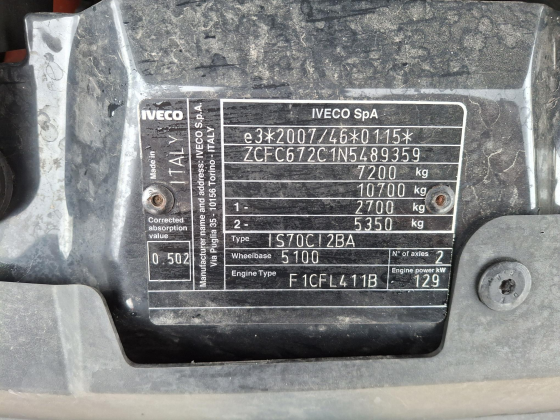 IVECO
Made in
ITALY
Corrected
absorption
value
0.502
Manufacturer name and address: IVECO S.p.A.
Via Puglia 35 - 10156 Torino - ITALY
IVECO SpA
e3*2007/46*0115*
ZCFC672C1N5489359
7200 kg
10700 kg
1- 2700 kg
2- 5350 kg
Type IS70CI2BA
Wheelbase 5100 N° of axles 2
Engine Type F1CFL411B Engine power kW 129